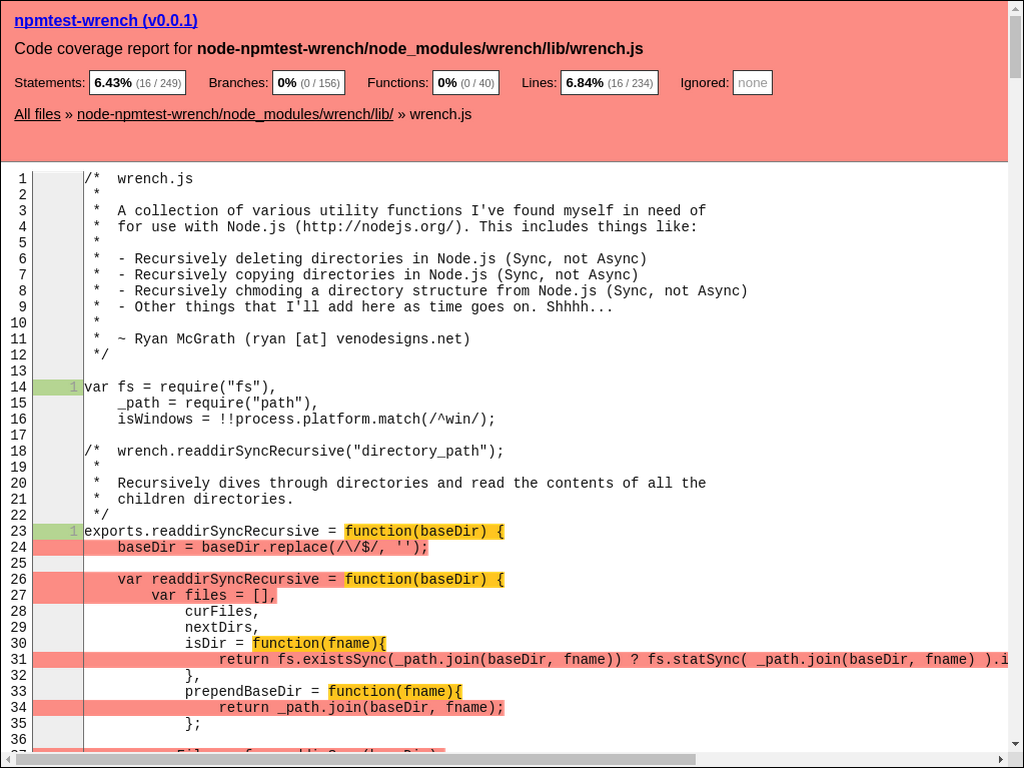 npmtest-wrench (v0.0.1)
Code coverage report for node-npmtest-wrench/node_modules/wrench/lib/wrench.js
Statements: 6.43% (16 / 249) Branches: 0% (0 / 156) Functions: 0% (0 / 40) Lines: 6.84% (16 / 234) Ignored: none
All files » node-npmtest-wrench/node_modules/wrench/lib/ » wrench.js
1 /*  wrench.js
2  *
3  *  A collection of various utility functions I've found myself in need of
4  *  for use with Node.js (http://nodejs.org/). This includes things like:
5  *
6  *  - Recursively deleting directories in Node.js (Sync, not Async)
7  *  - Recursively copying directories in Node.js (Sync, not Async)
8  *  - Recursively chmoding a directory structure from Node.js (Sync, not Async)
9  *  - Other things that I'll add here as time goes on. Shhhh...
10  *
11  *  ~ Ryan McGrath (ryan [at] venodesigns.net)
12  */
13
14 1 var fs = require("fs"),
15     _path = require("path"),
16     isWindows = !!process.platform.match(/^win/);
17
18 /*  wrench.readdirSyncRecursive("directory_path");
19  *
20  *  Recursively dives through directories and read the contents of all the
21  *  children directories.
22  */
23 1 exports.readdirSyncRecursive = function(baseDir) {
24     baseDir = baseDir.replace(/\/$/, '');
25
26     var readdirSyncRecursive = function(baseDir) {
27         var files = [],
28             curFiles,
29             nextDirs,
30             isDir = function(fname){
31                 return fs.existsSync(_path.join(baseDir, fname)) ? fs.statSync( _path.join(baseDir, fname) ).i
32             },
33             prependBaseDir = function(fname){
34                 return _path.join(baseDir, fname);
35             };
36